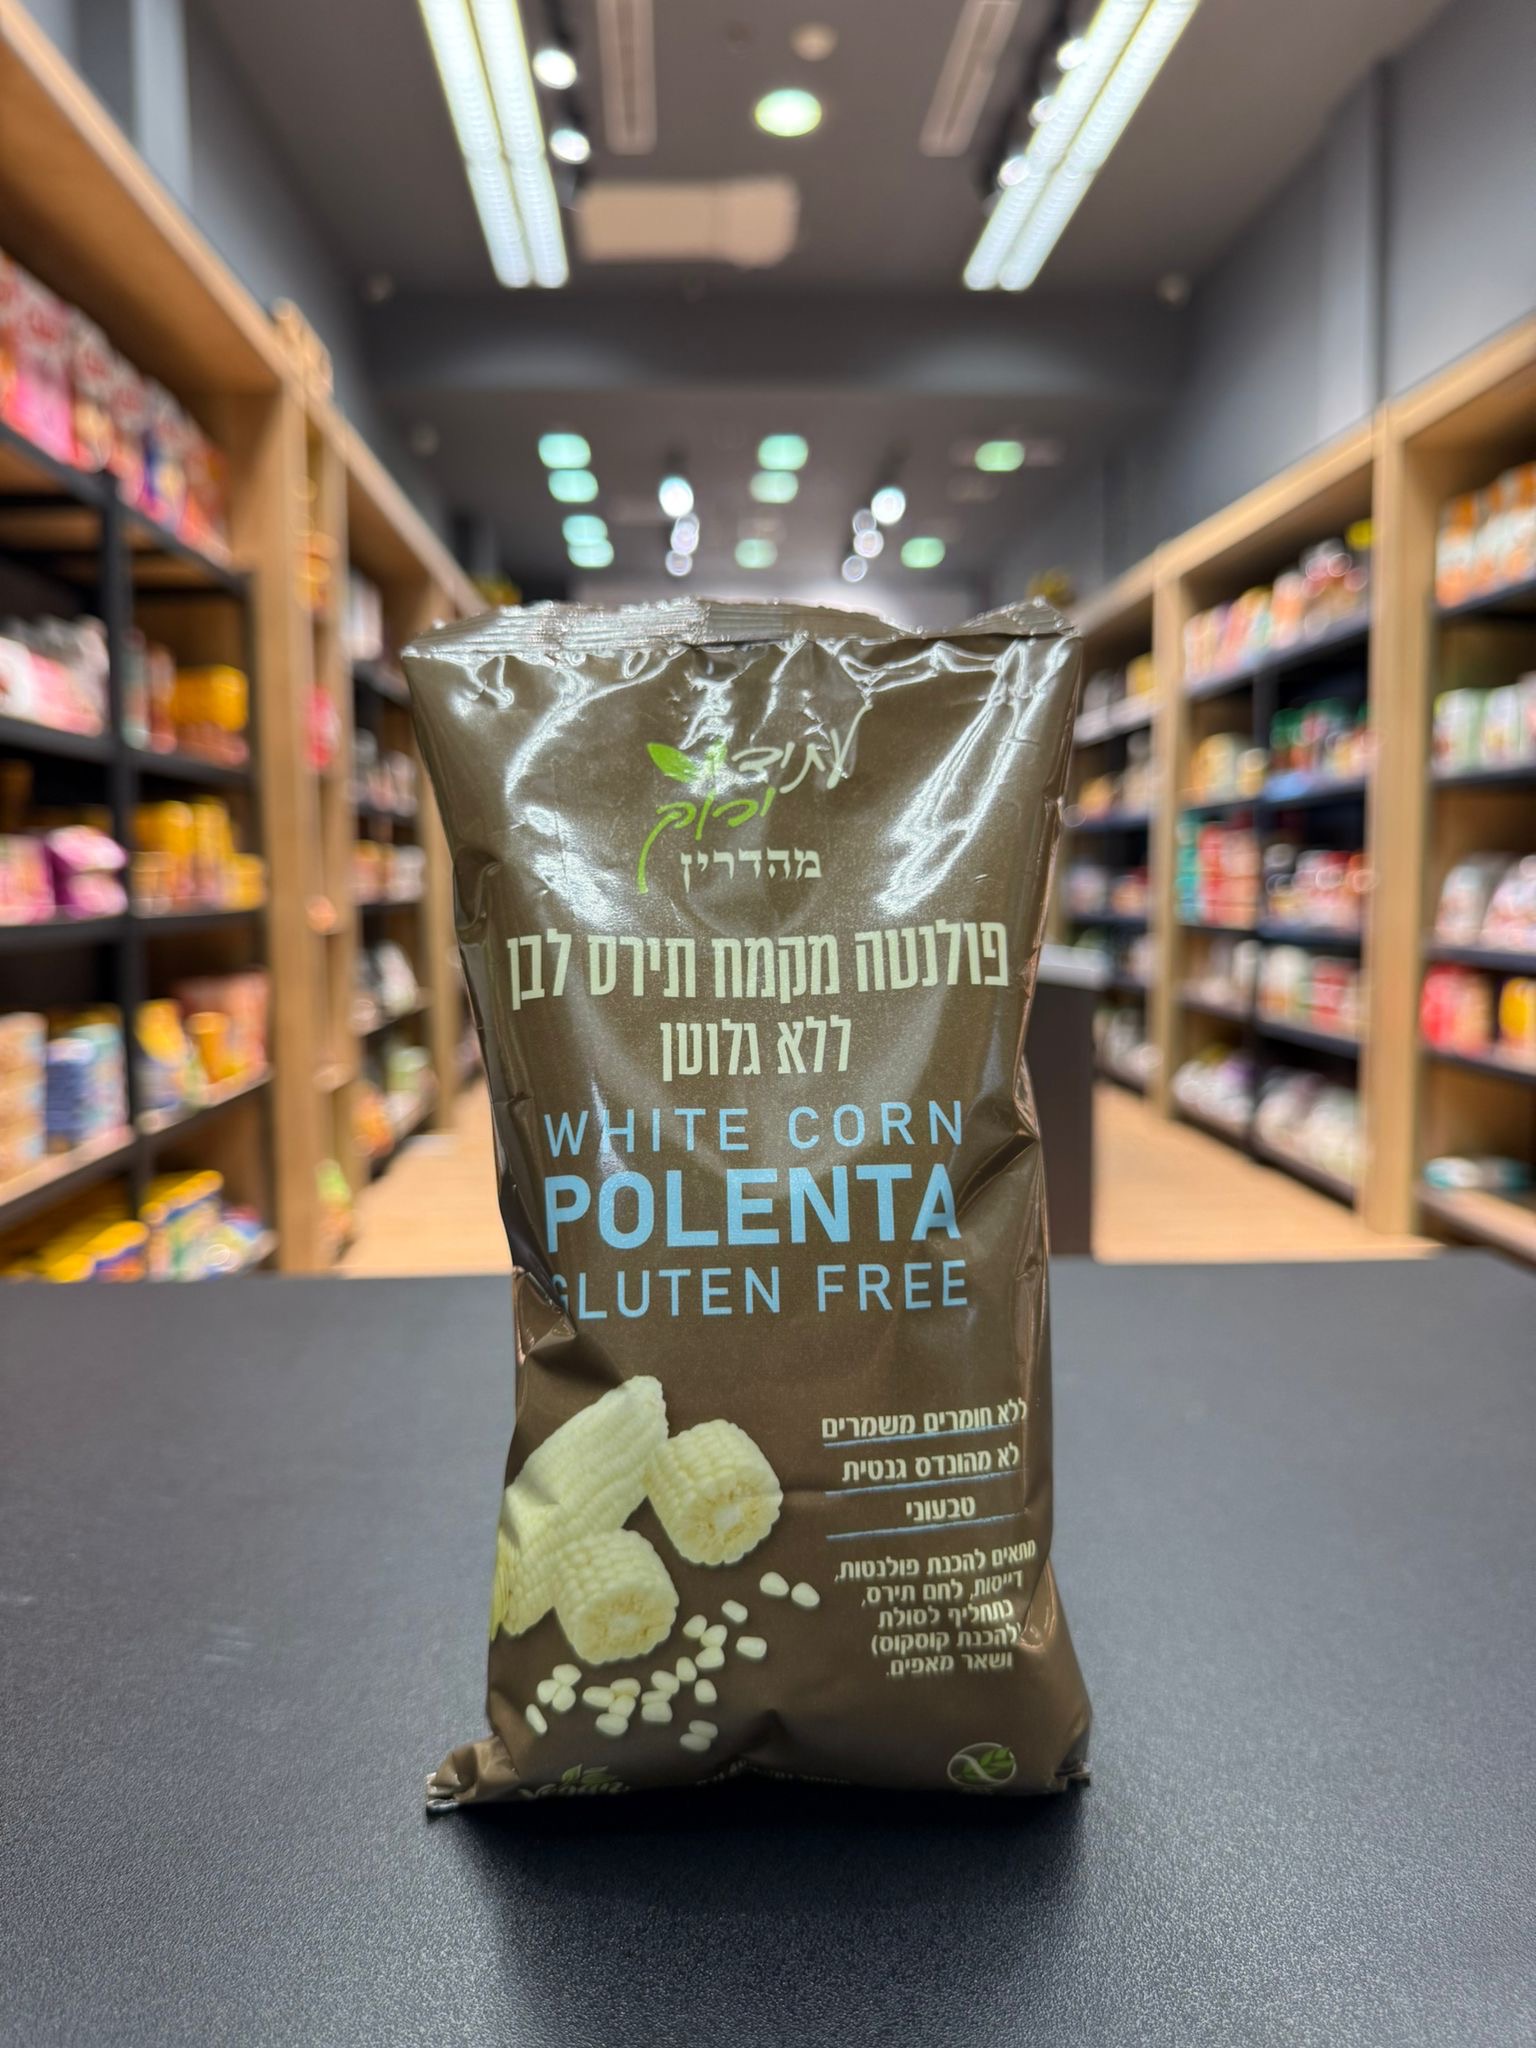 עתיד
ירוק
מהדרין
פולנטה מקמח תירס לבן
ללא גלוטן
WHITE CORN
POLENTA
GLUTEN FREE
ללא חומרים משמרים
לא מהונדס גנטית
טבעוני
מתאים להכנת פולנטות,
דייסות, לחם תירס,
כתחליף לסולת
(להכנת קוסקוס)
ושאר מאפים.
Vegan